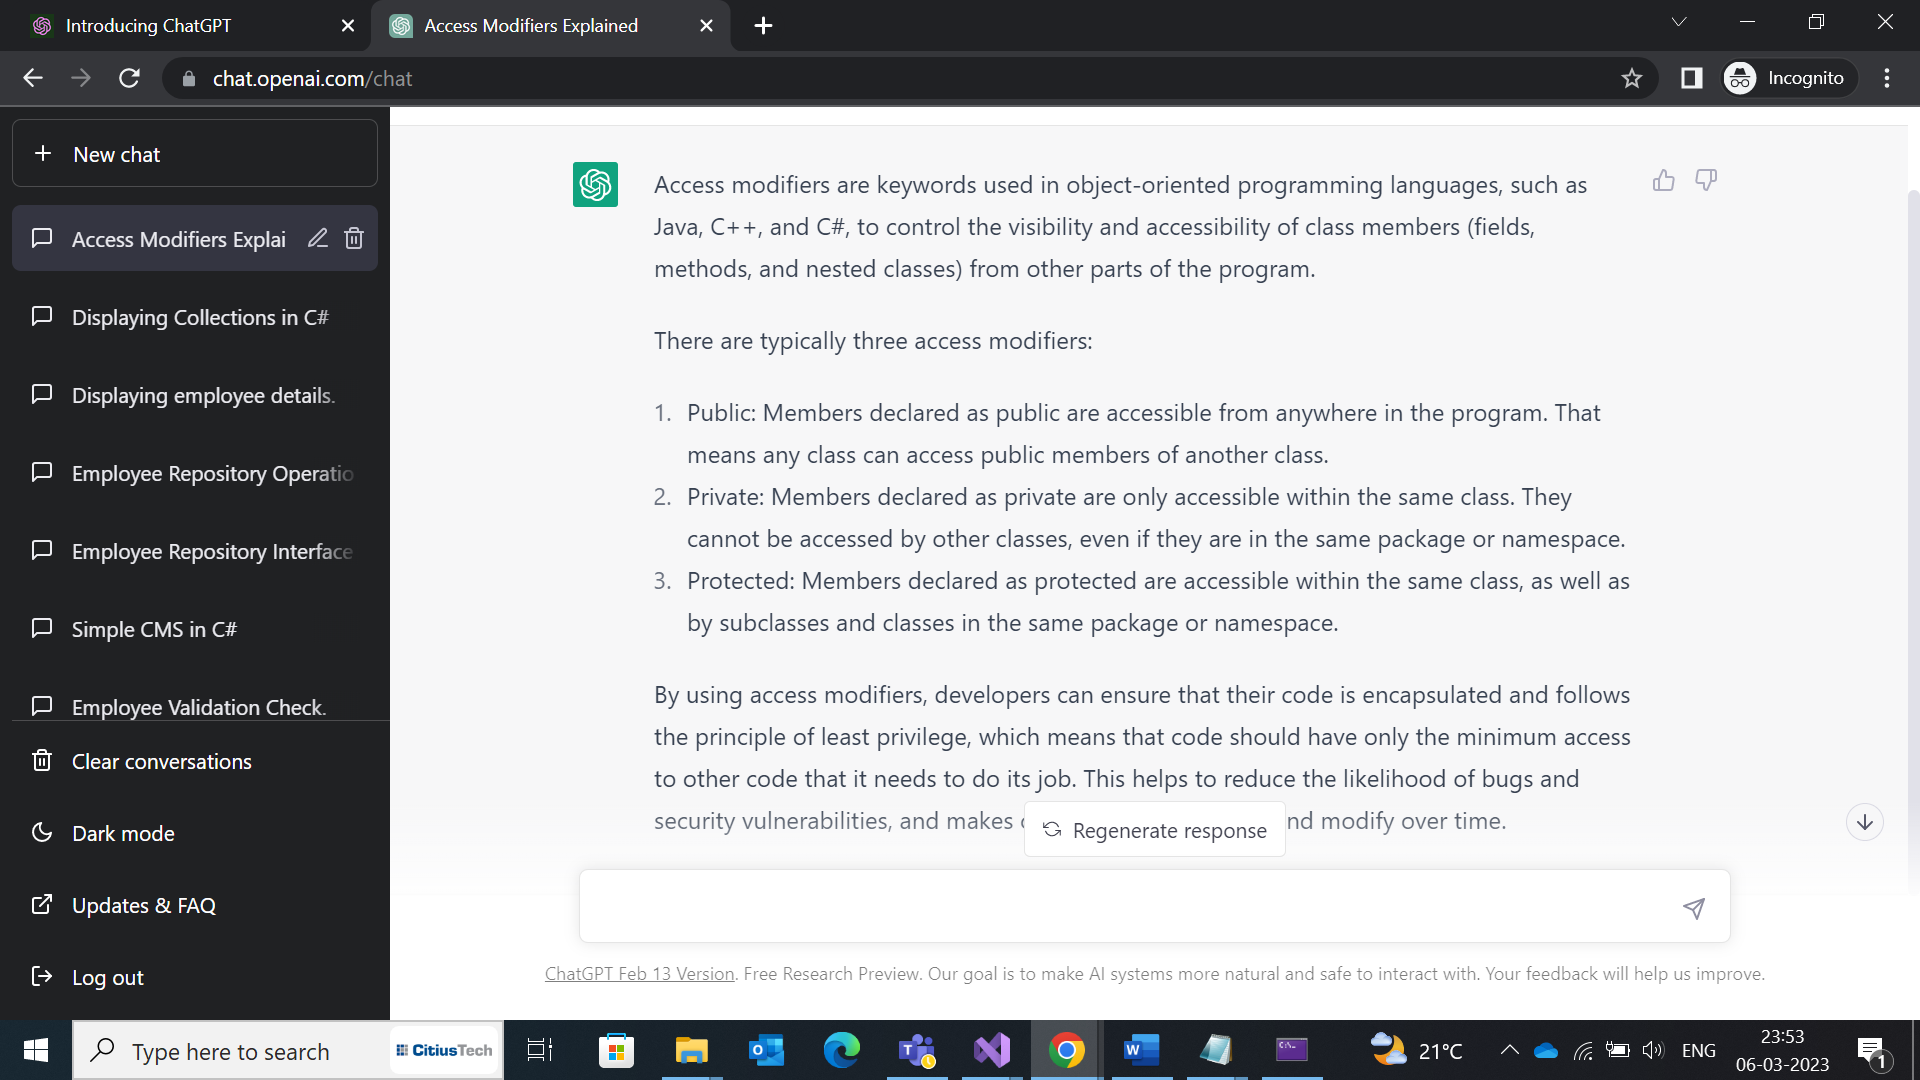 Introducing ChatGPT
Access Modifiers Explained
chat.openai.com/chat
Incognito
New chat
Access Modifiers Explai
Displaying Collections in C#
Displaying employee details.
Employee Repository Operatio
Employee Repository Interface
Simple CMS in C#
Employee Validation Check.
Clear conversations
Dark mode
Updates & FAQ
Log out
Access modifiers are keywords used in object-oriented programming languages, such as
Java, C++, and C#, to control the visibility and accessibility of class members (fields,
methods, and nested classes) from other parts of the program.
There are typically three access modifiers:
1. Public: Members declared as public are accessible from anywhere in the program. That
means any class can access public members of another class.
2. Private: Members declared as private are only accessible within the same class. They
cannot be accessed by other classes, even if they are in the same package or namespace.
3. Protected: Members declared as protected are accessible within the same class, as well as
by subclasses and classes in the same package or namespace.
By using access modifiers, developers can ensure that their code is encapsulated and follows
the principle of least privilege, which means that code should have only the minimum access
to other code that it needs to do its job. This helps to reduce the likelihood of bugs and
security vulnerabilities, and makes c nd modify over time.
Regenerate response
ChatGPT Feb 13 Version. Free Research Preview. Our goal is to make AI systems more natural and safe to interact with. Your feedback will help us improve.
Type here to search
CitiusTech
21°C
ENG
23:53
06-03-2023
1